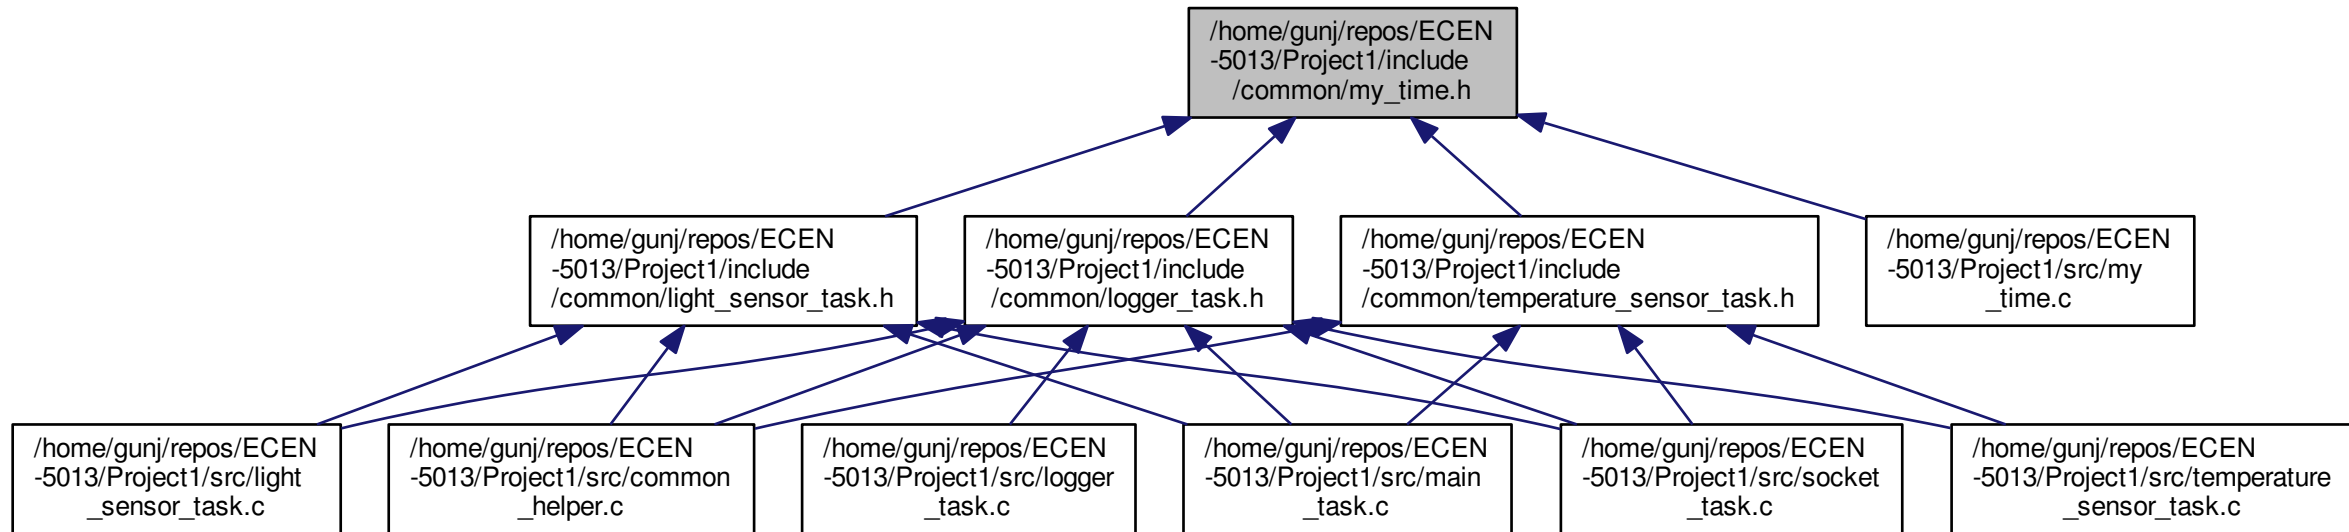 /home/gunj/repos/ECEN
-5013/Project1/include
/common/my_time.h
/home/gunj/repos/ECEN
-5013/Project1/include
/common/light_sensor_task.h
/home/gunj/repos/ECEN
-5013/Project1/include
/common/logger_task.h
/home/gunj/repos/ECEN
-5013/Project1/include
/common/temperature_sensor_task.h
/home/gunj/repos/ECEN
-5013/Project1/src/my
_time.c
/home/gunj/repos/ECEN
-5013/Project1/src/light
_sensor_task.c
/home/gunj/repos/ECEN
-5013/Project1/src/common
_helper.c
/home/gunj/repos/ECEN
-5013/Project1/src/logger
_task.c
/home/gunj/repos/ECEN
-5013/Project1/src/main
_task.c
/home/gunj/repos/ECEN
-5013/Project1/src/socket
_task.c
/home/gunj/repos/ECEN
-5013/Project1/src/temperature
_sensor_task.c